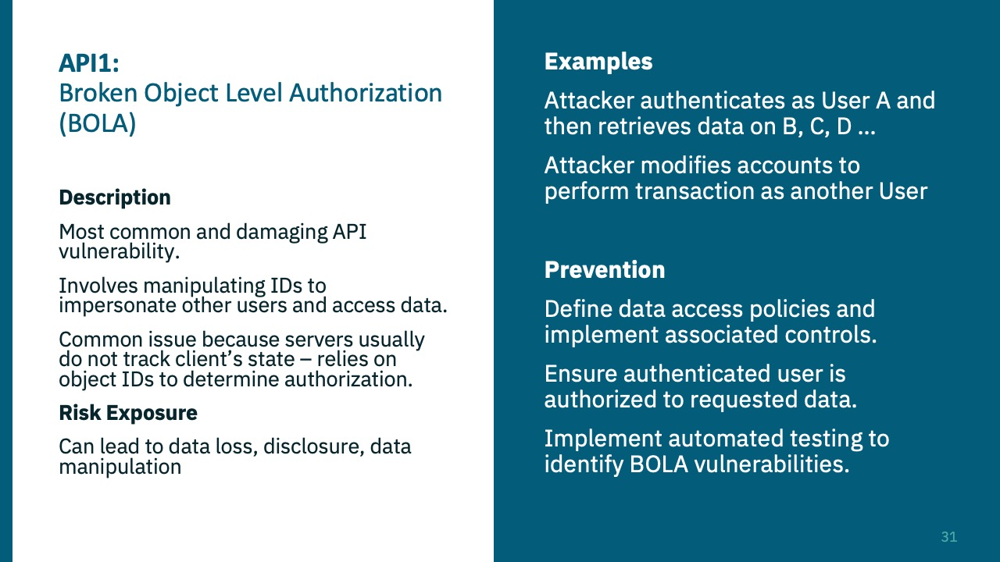 API1:
Broken Object Level Authorization
(BOLA)
Description
Most common and damaging API
vulnerability.
Involves manipulating IDs to
impersonate other users and access data.
Common issue because servers usually
do not track client’s state – relies on
object IDs to determine authorization.
Risk Exposure
Can lead to data loss, disclosure, data
manipulation
Examples
Attacker authenticates as User A and
then retrieves data on B, C, D ...
Attacker modifies accounts to
perform transaction as another User
Prevention
Define data access policies and
implement associated controls.
Ensure authenticated user is
authorized to requested data.
Implement automated testing to
identify BOLA vulnerabilities.
31